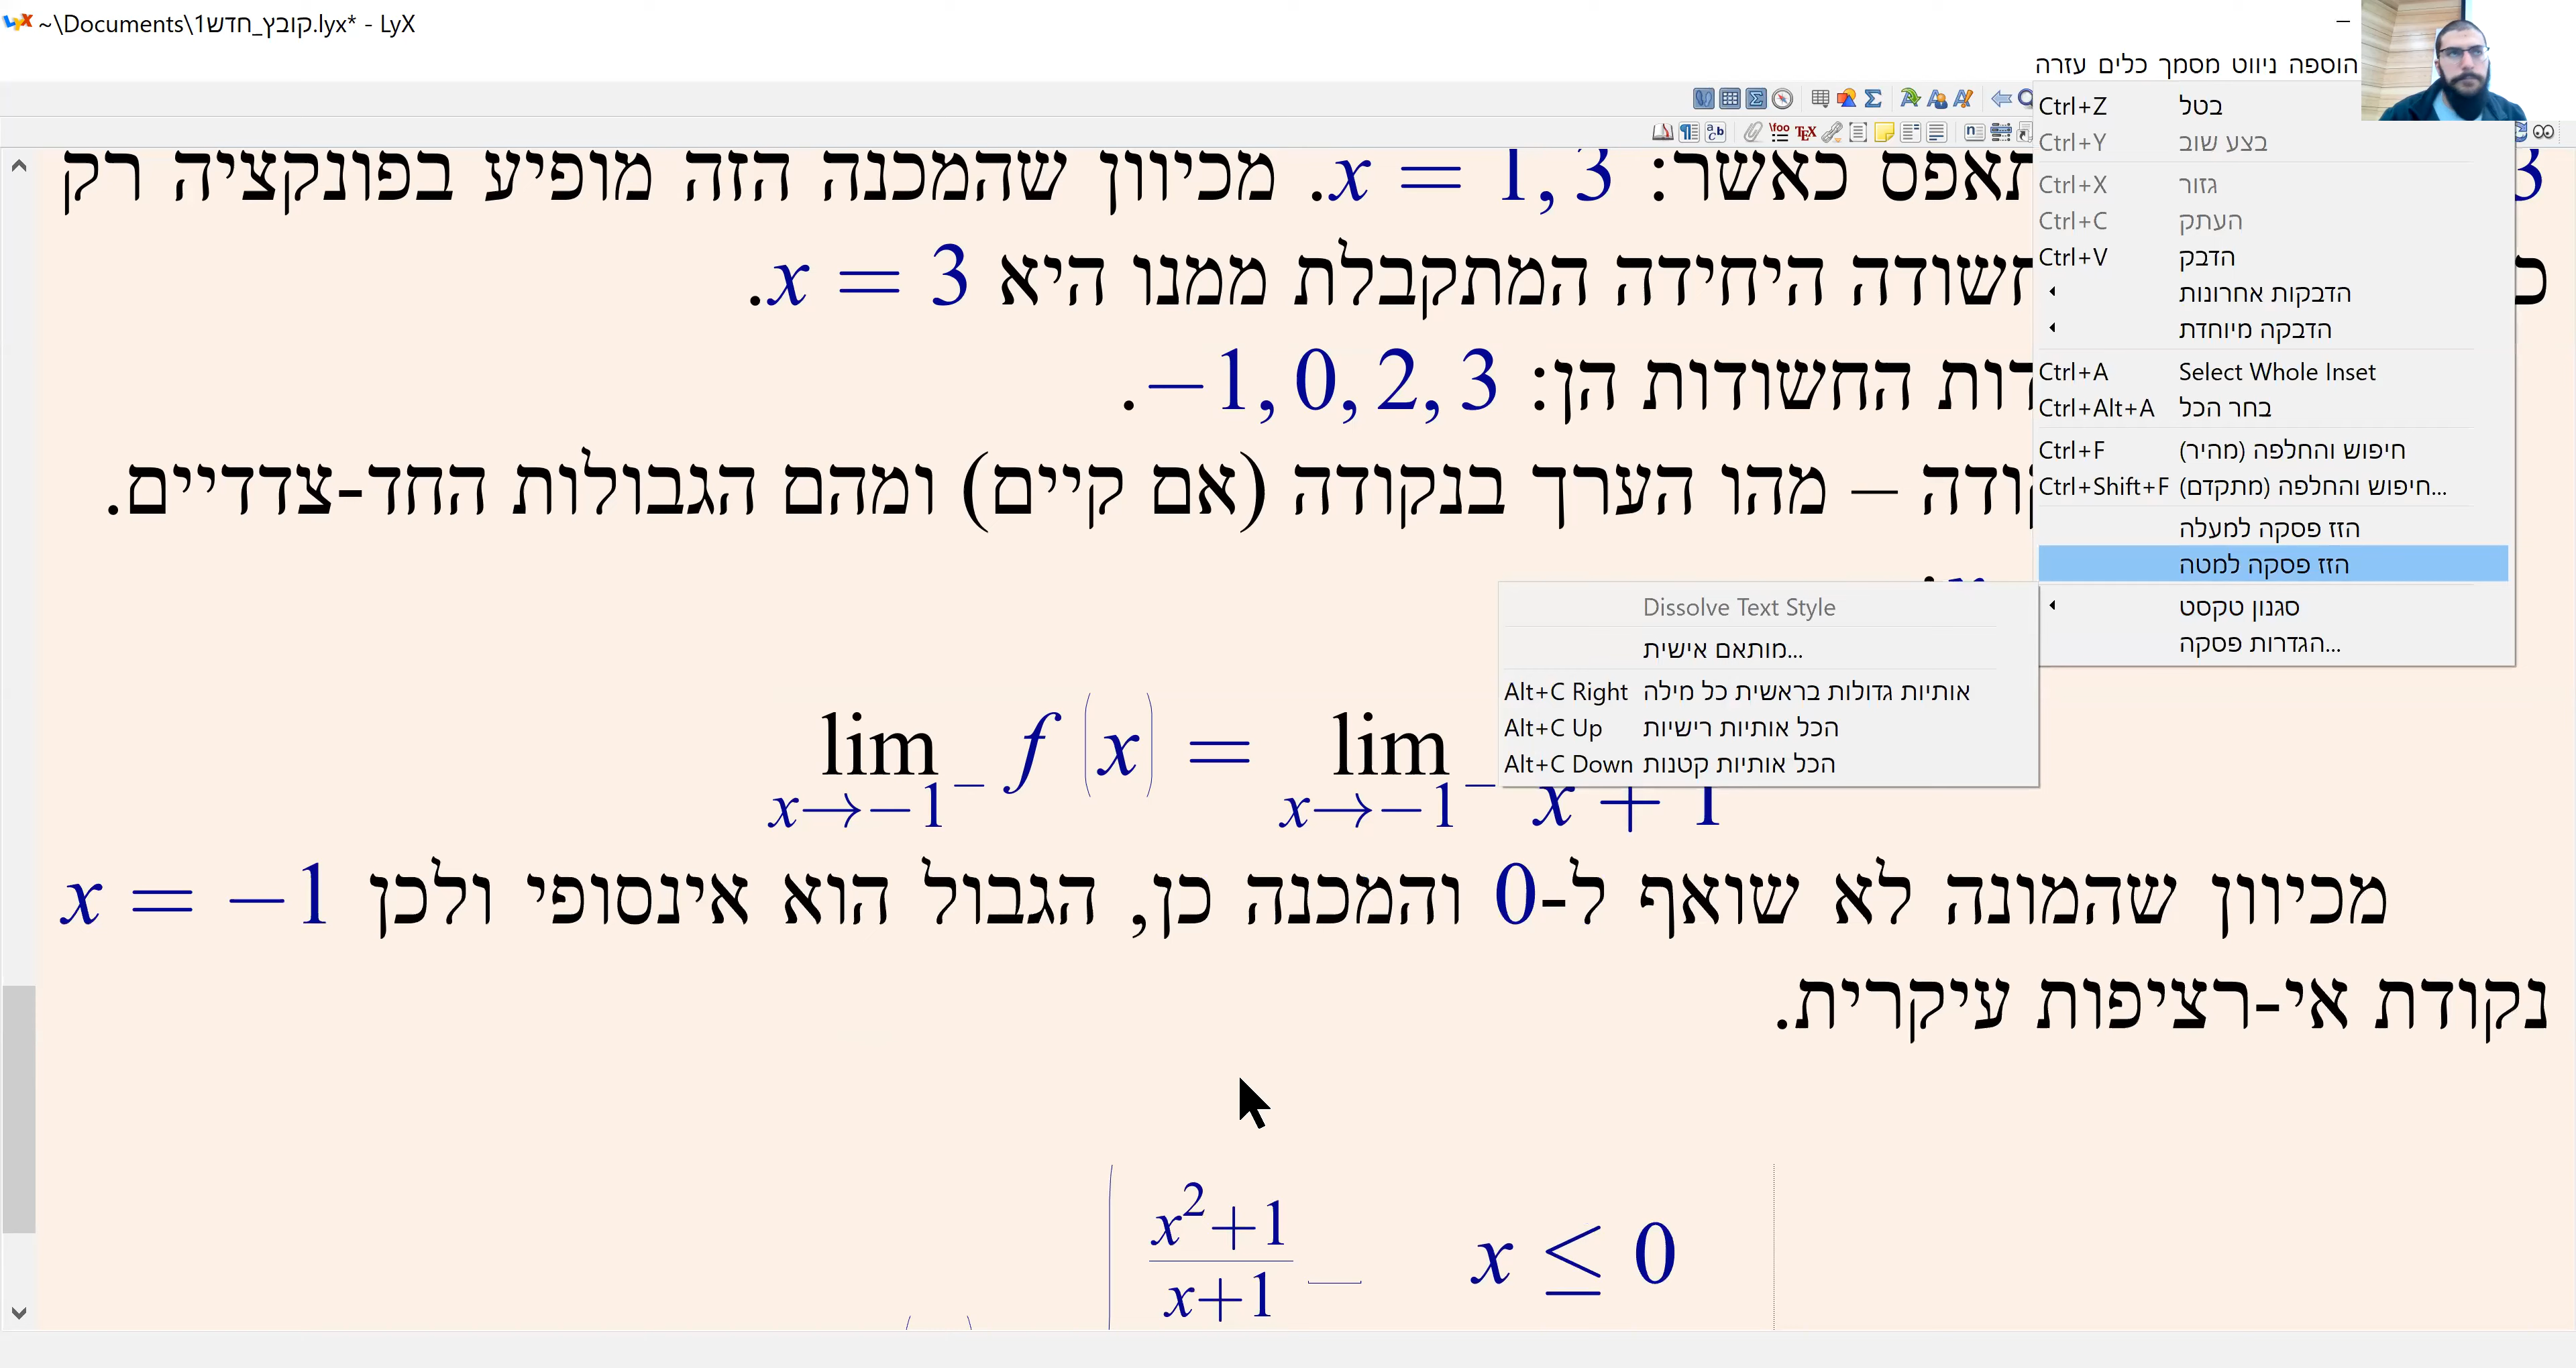 ~\Documents\קובץ_חדש1.lyx* - LyX
הוספה ניווט מסמך כלים עזרה
בטל Ctrl+Z
בצע שוב Ctrl+Y
גזור Ctrl+X
העתק Ctrl+C
הדבק Ctrl+V
הדבקות אחרונות
הדבקה מיוחדת
Select Whole Inset Ctrl+A
בחר הכל Ctrl+Alt+A
חיפוש והחלפה (מהיר) Ctrl+F
חיפוש והחלפה (מתקדם)... Ctrl+Shift+F
הזז פסקה למעלה
הזז פסקה למטה
סגנון טקסט
הגדרות פסקה...
Dissolve Text Style
מותאם אישית...
אותיות גדולות בראשית כל מילה Alt+C Right
הכל אותיות רישיות Alt+C Up
הכל אותיות קטנות Alt+C Down
3 תאפס כאשר: x = 1, 3. מכיוון שהמכנה הזה מופיע בפונקציה רק
חשודה היחידה המתקבלת ממנו היא x = 3.
דות החשודות הן: −1, 0, 2, 3.
קודה – מהו הערך בנקודה (אם קיים) ומהם הגבולות החד-צדדיים.
lim x→−1⁻ f(x) = lim x→−1⁻ x + 1
מכיוון שהמונה לא שואף ל-0 והמכנה כן, הגבול הוא אינסופי ולכן x = −1
נקודת אי-רציפות עיקרית.
x²+1
x+1
x ≤ 0